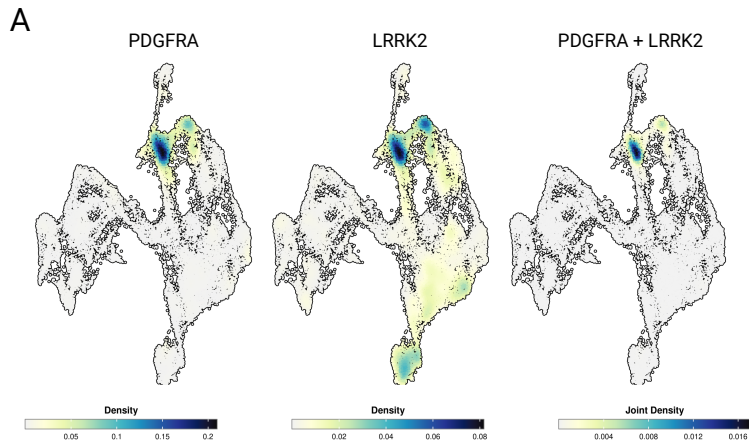 A
PDGFRA LRRK2 PDGFRA + LRRK2
Density Density Joint Density
0.05 0.1 0.15 0.2 0.02 0.04 0.06 0.08 0.004 0.008 0.012 0.016